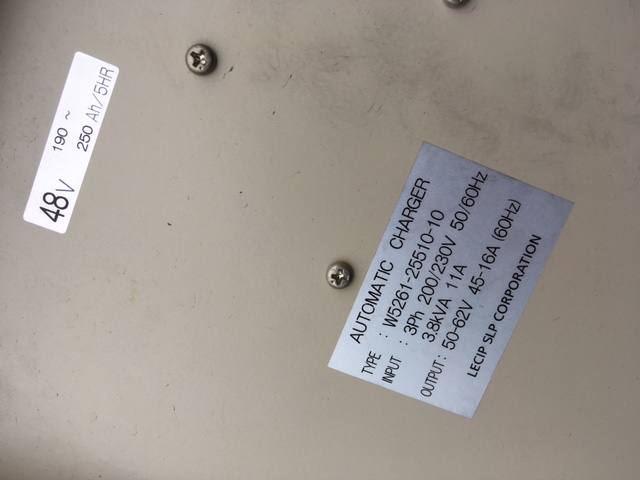 48V 190 ~
250 Ah/5HR
AUTOMATIC CHARGER
TYPE : W5261-25510-10
INPUT : 3Ph 200/230V 50/60Hz
3.8kVA 11A
OUTPUT: 50-62V 45-16A (60Hz)
LECIP SLP CORPORATION